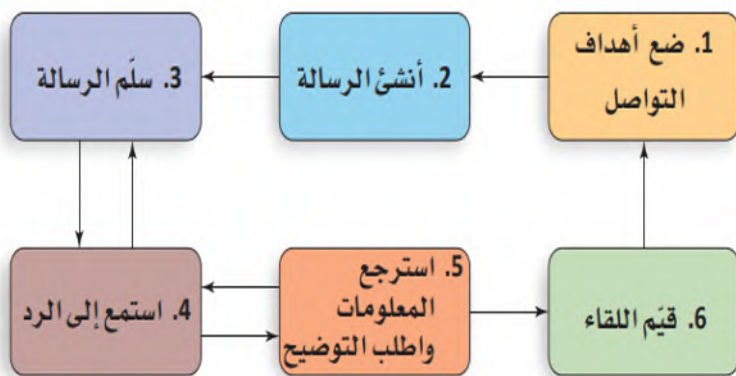 1. ضع أهداف
التواصل
2. أنشئ الرسالة
3. سلّم الرسالة
4. استمع إلى الرد
5. استرجع
المعلومات
واطلب التوضيح
6. قيّم اللقاء